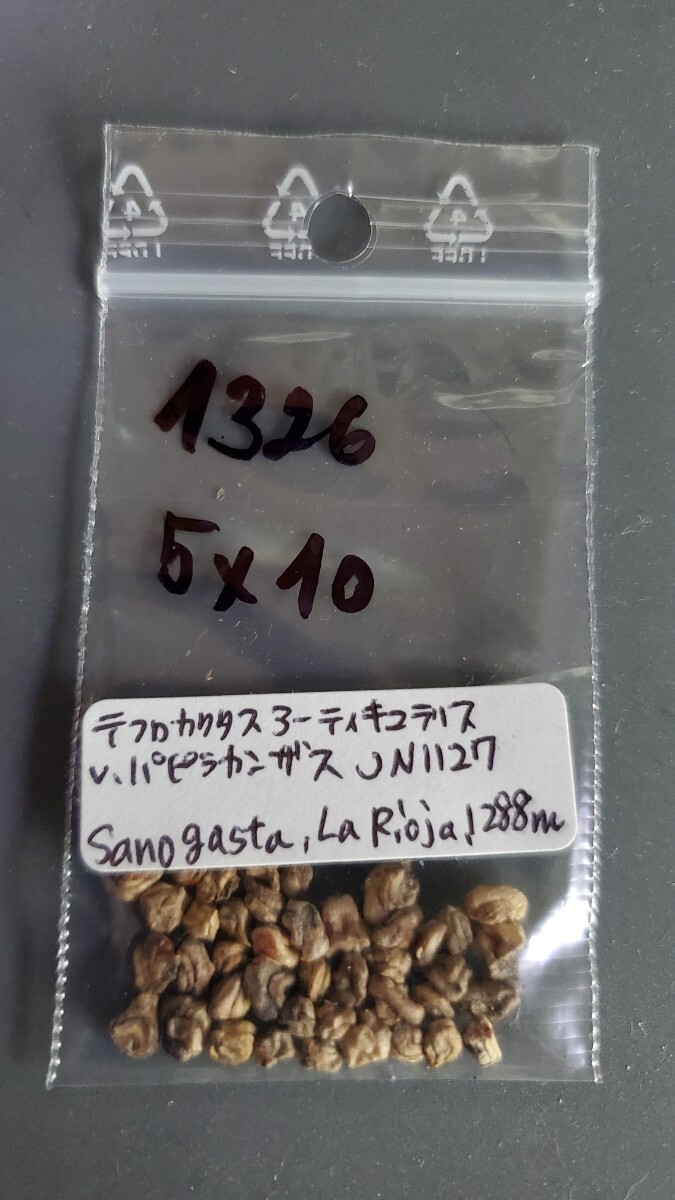 1326
5x10
テフロカクタス アーティキュラリス
v.パピラカンザス JN1127
Sanogasta, La Rioja, 1288m